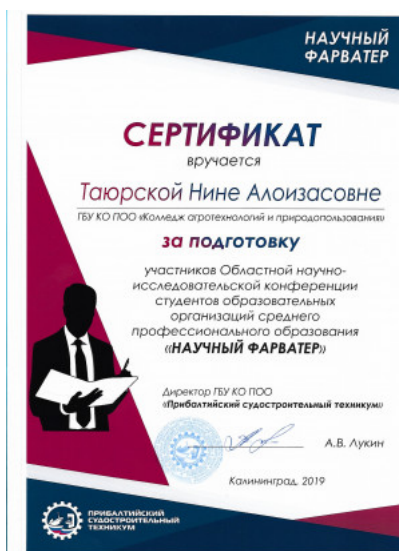 НАУЧНЫЙ
ФАРВАТЕР
СЕРТИФИКАТ
вручается
Таюрской Нине Алоизасовне
ГБУ КО ПОО «Колледж агротехнологий и природопользования»
за подготовку
участников Областной научно-
исследовательской конференции
студентов образовательных
организаций среднего
профессионального образования
«НАУЧНЫЙ ФАРВАТЕР»
Директор ГБУ КО ПОО
«Прибалтийский судостроительный техникум»
А.В. Лукин
Калининград, 2019
ПРИБАЛТИЙСКИЙ
СУДОСТРОИТЕЛЬНЫЙ
ТЕХНИКУМ